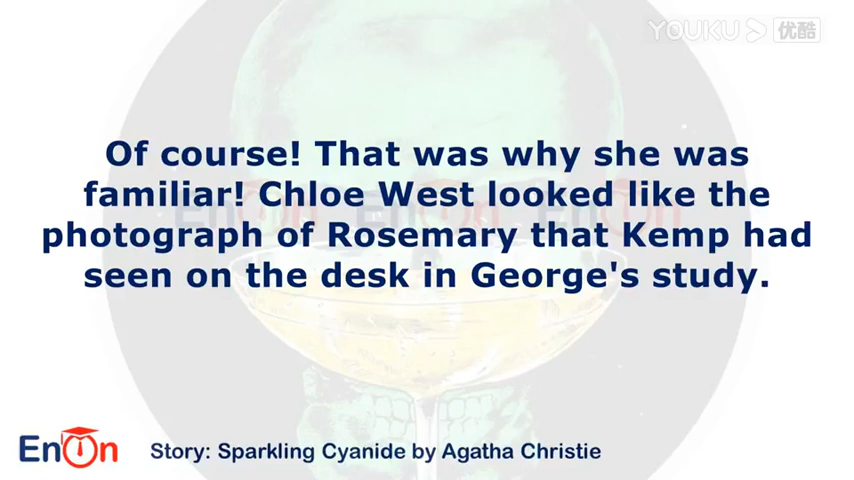 YOUKU 优酷
Of course! That was why she was
familiar! Chloe West looked like the
photograph of Rosemary that Kemp had
seen on the desk in George's study.
EnOn
Story: Sparkling Cyanide by Agatha Christie